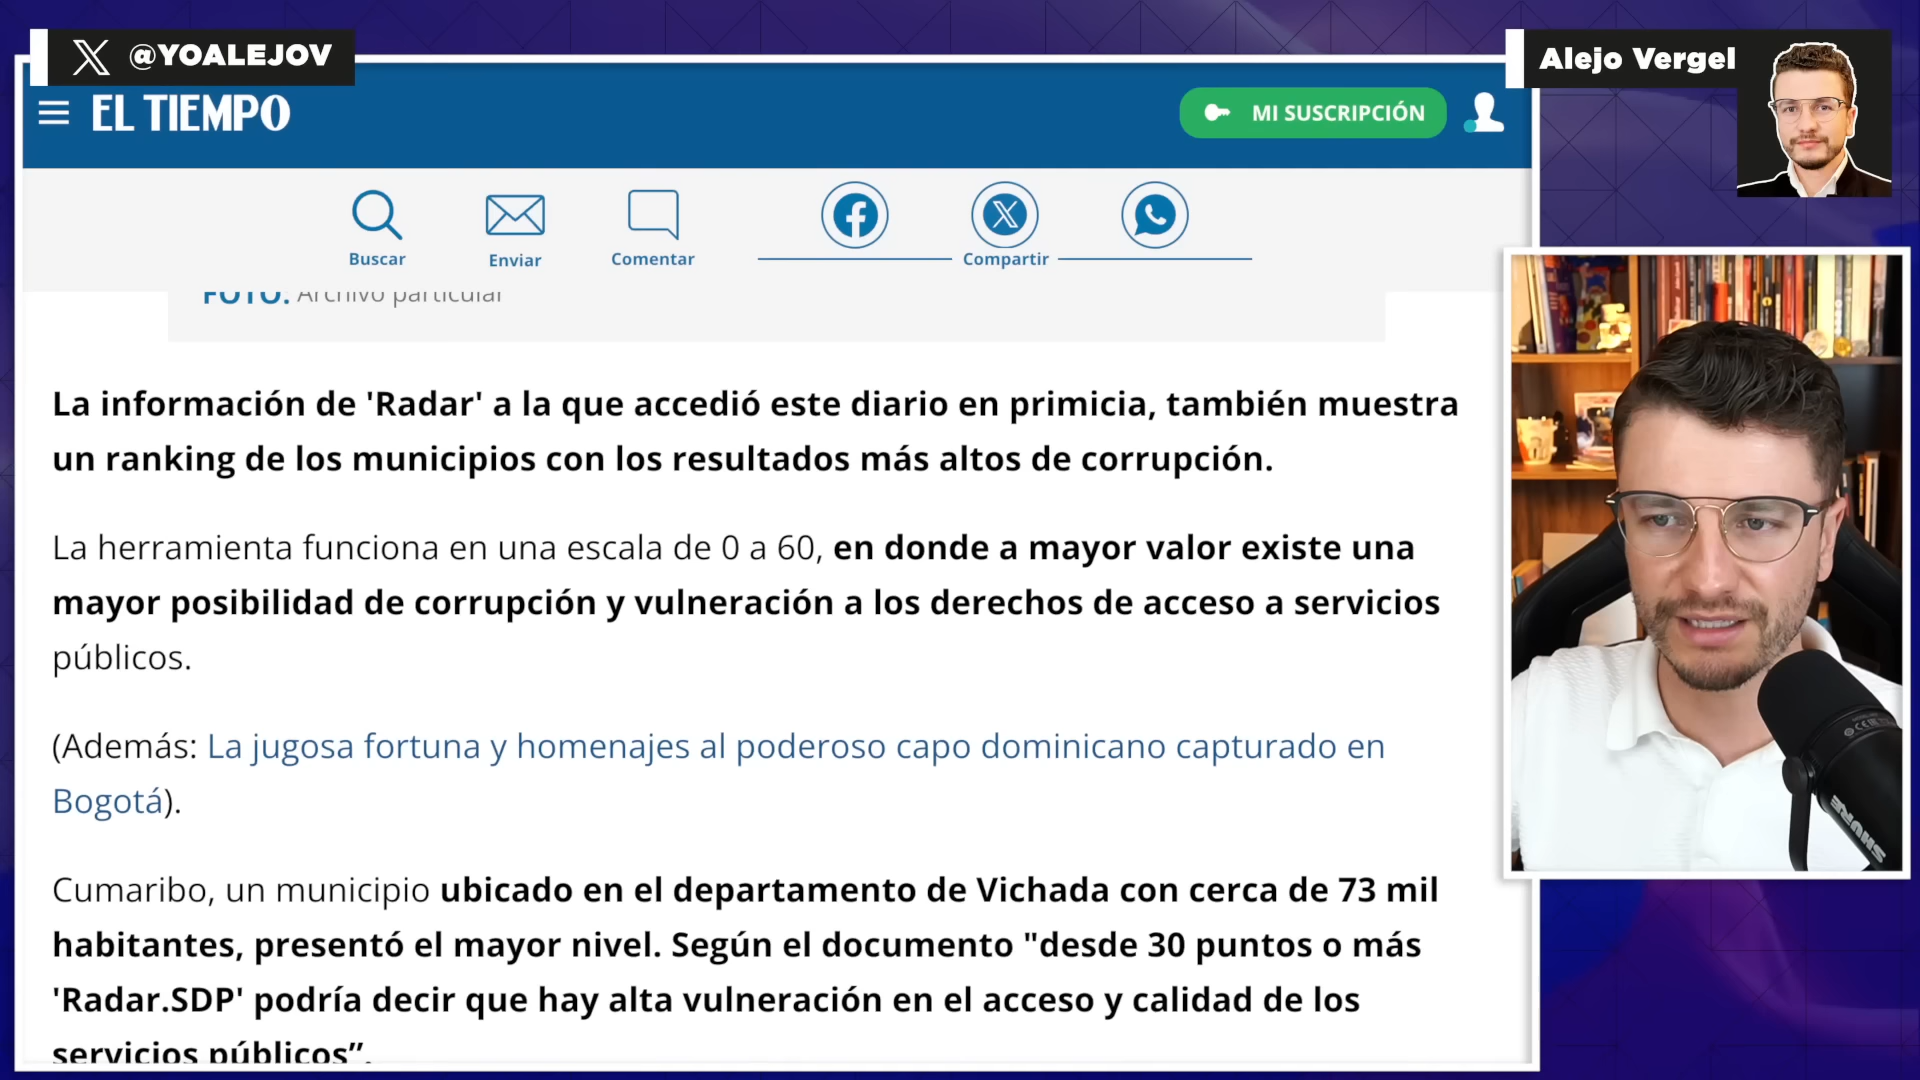 @YOALEJOV
Alejo Vergel
EL TIEMPO
MI SUSCRIPCIÓN
Buscar
Enviar
Comentar
Compartir
FOTO: Archivo particular
La información de 'Radar' a la que accedió este diario en primicia, también muestra
un ranking de los municipios con los resultados más altos de corrupción.
La herramienta funciona en una escala de 0 a 60, en donde a mayor valor existe una
mayor posibilidad de corrupción y vulneración a los derechos de acceso a servicios
públicos.
(Además: La jugosa fortuna y homenajes al poderoso capo dominicano capturado en
Bogotá).
Cumaribo, un municipio ubicado en el departamento de Vichada con cerca de 73 mil
habitantes, presentó el mayor nivel. Según el documento "desde 30 puntos o más
'Radar.SDP' podría decir que hay alta vulneración en el acceso y calidad de los
servicios públicos”.
SHURE